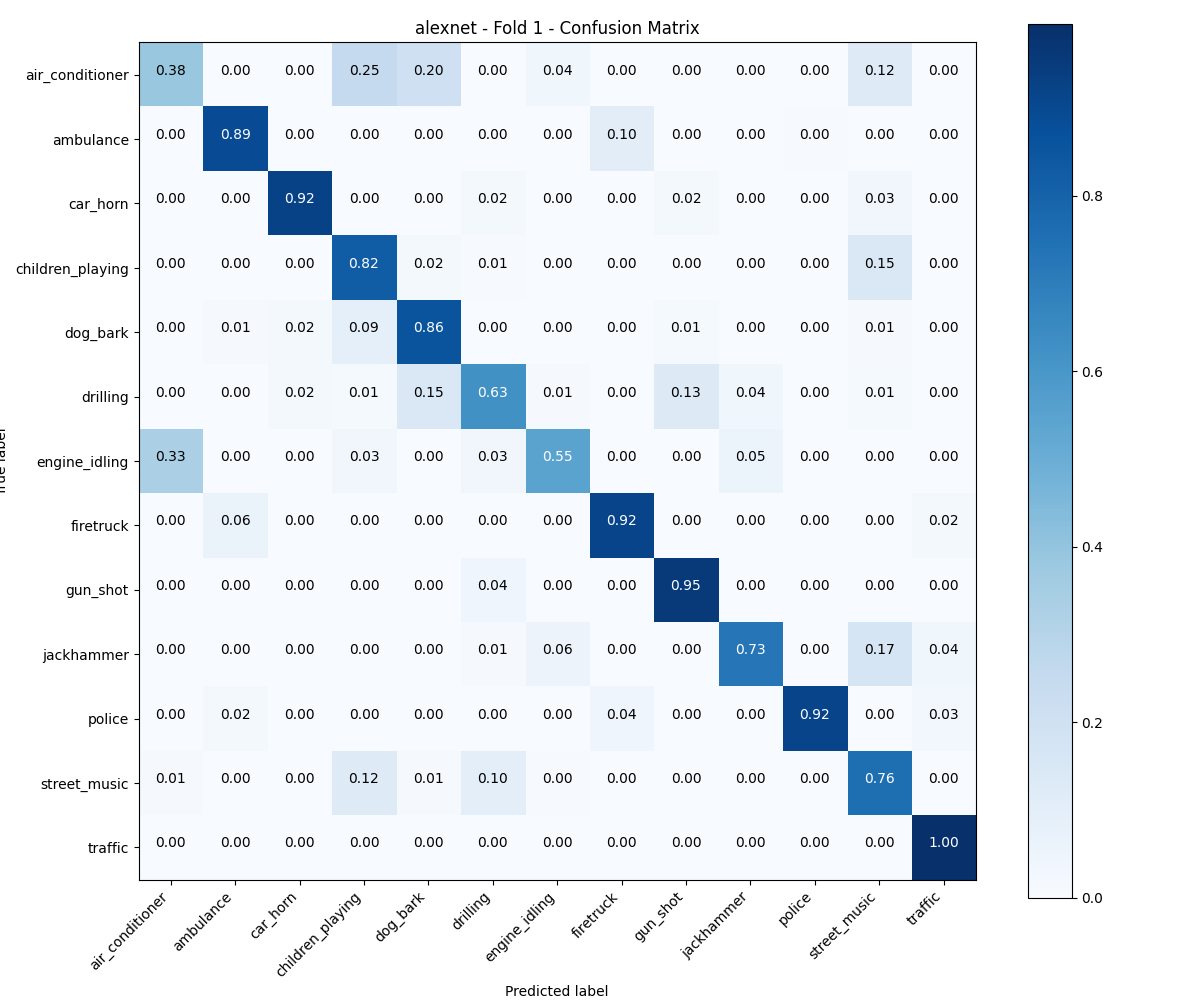 alexnet - Fold 1 - Confusion Matrix
air_conditioner 0.38 0.00 0.00 0.25 0.20 0.00 0.04 0.00 0.00 0.00 0.00 0.12 0.00
ambulance 0.00 0.89 0.00 0.00 0.00 0.00 0.00 0.10 0.00 0.00 0.00 0.00 0.00
car_horn 0.00 0.00 0.92 0.00 0.00 0.02 0.00 0.00 0.02 0.00 0.00 0.03 0.00
children_playing 0.00 0.00 0.00 0.82 0.02 0.01 0.00 0.00 0.00 0.00 0.00 0.15 0.00
dog_bark 0.00 0.01 0.02 0.09 0.86 0.00 0.00 0.00 0.01 0.00 0.00 0.01 0.00
drilling 0.00 0.00 0.02 0.01 0.15 0.63 0.01 0.00 0.13 0.04 0.00 0.01 0.00
engine_idling 0.33 0.00 0.00 0.03 0.00 0.03 0.55 0.00 0.00 0.05 0.00 0.00 0.00
firetruck 0.00 0.06 0.00 0.00 0.00 0.00 0.00 0.92 0.00 0.00 0.00 0.00 0.02
gun_shot 0.00 0.00 0.00 0.00 0.00 0.04 0.00 0.00 0.95 0.00 0.00 0.00 0.00
jackhammer 0.00 0.00 0.00 0.00 0.00 0.01 0.06 0.00 0.00 0.73 0.00 0.17 0.04
police 0.00 0.02 0.00 0.00 0.00 0.00 0.00 0.04 0.00 0.00 0.92 0.00 0.03
street_music 0.01 0.00 0.00 0.12 0.01 0.10 0.00 0.00 0.00 0.00 0.00 0.76 0.00
traffic 0.00 0.00 0.00 0.00 0.00 0.00 0.00 0.00 0.00 0.00 0.00 0.00 1.00
air_conditioner ambulance car_horn children_playing dog_bark drilling engine_idling firetruck gun_shot jackhammer police street_music traffic
Predicted label
0.8
0.6
0.4
0.2
0.0